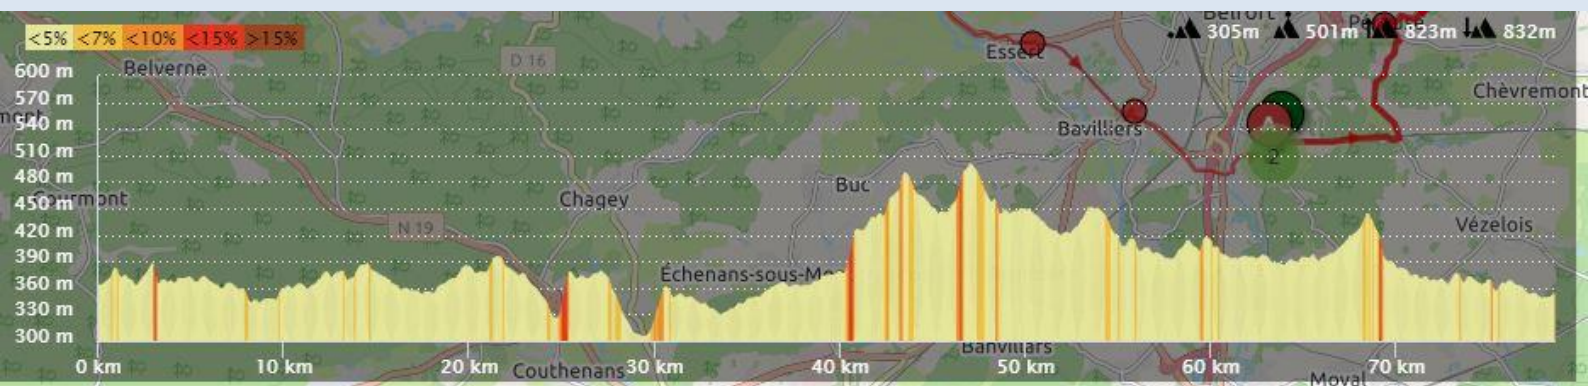 Belfort
<5% <7% <10% <15% >15%
305m 501m 823m 832m
Essert
D 16
600 m
Belverne
570 m
Chèvremont
540 m
Bavilliers
510 m
2
480 m
Buc
450 m
Chagey
420 m
N 19
Vézelois
390 m
360 m
Échenans-sous-Mo
330 m
300 m
Banvillars
0 km 10 km 20 km 30 km 40 km 50 km 60 km 70 km
Couthenans
Moval